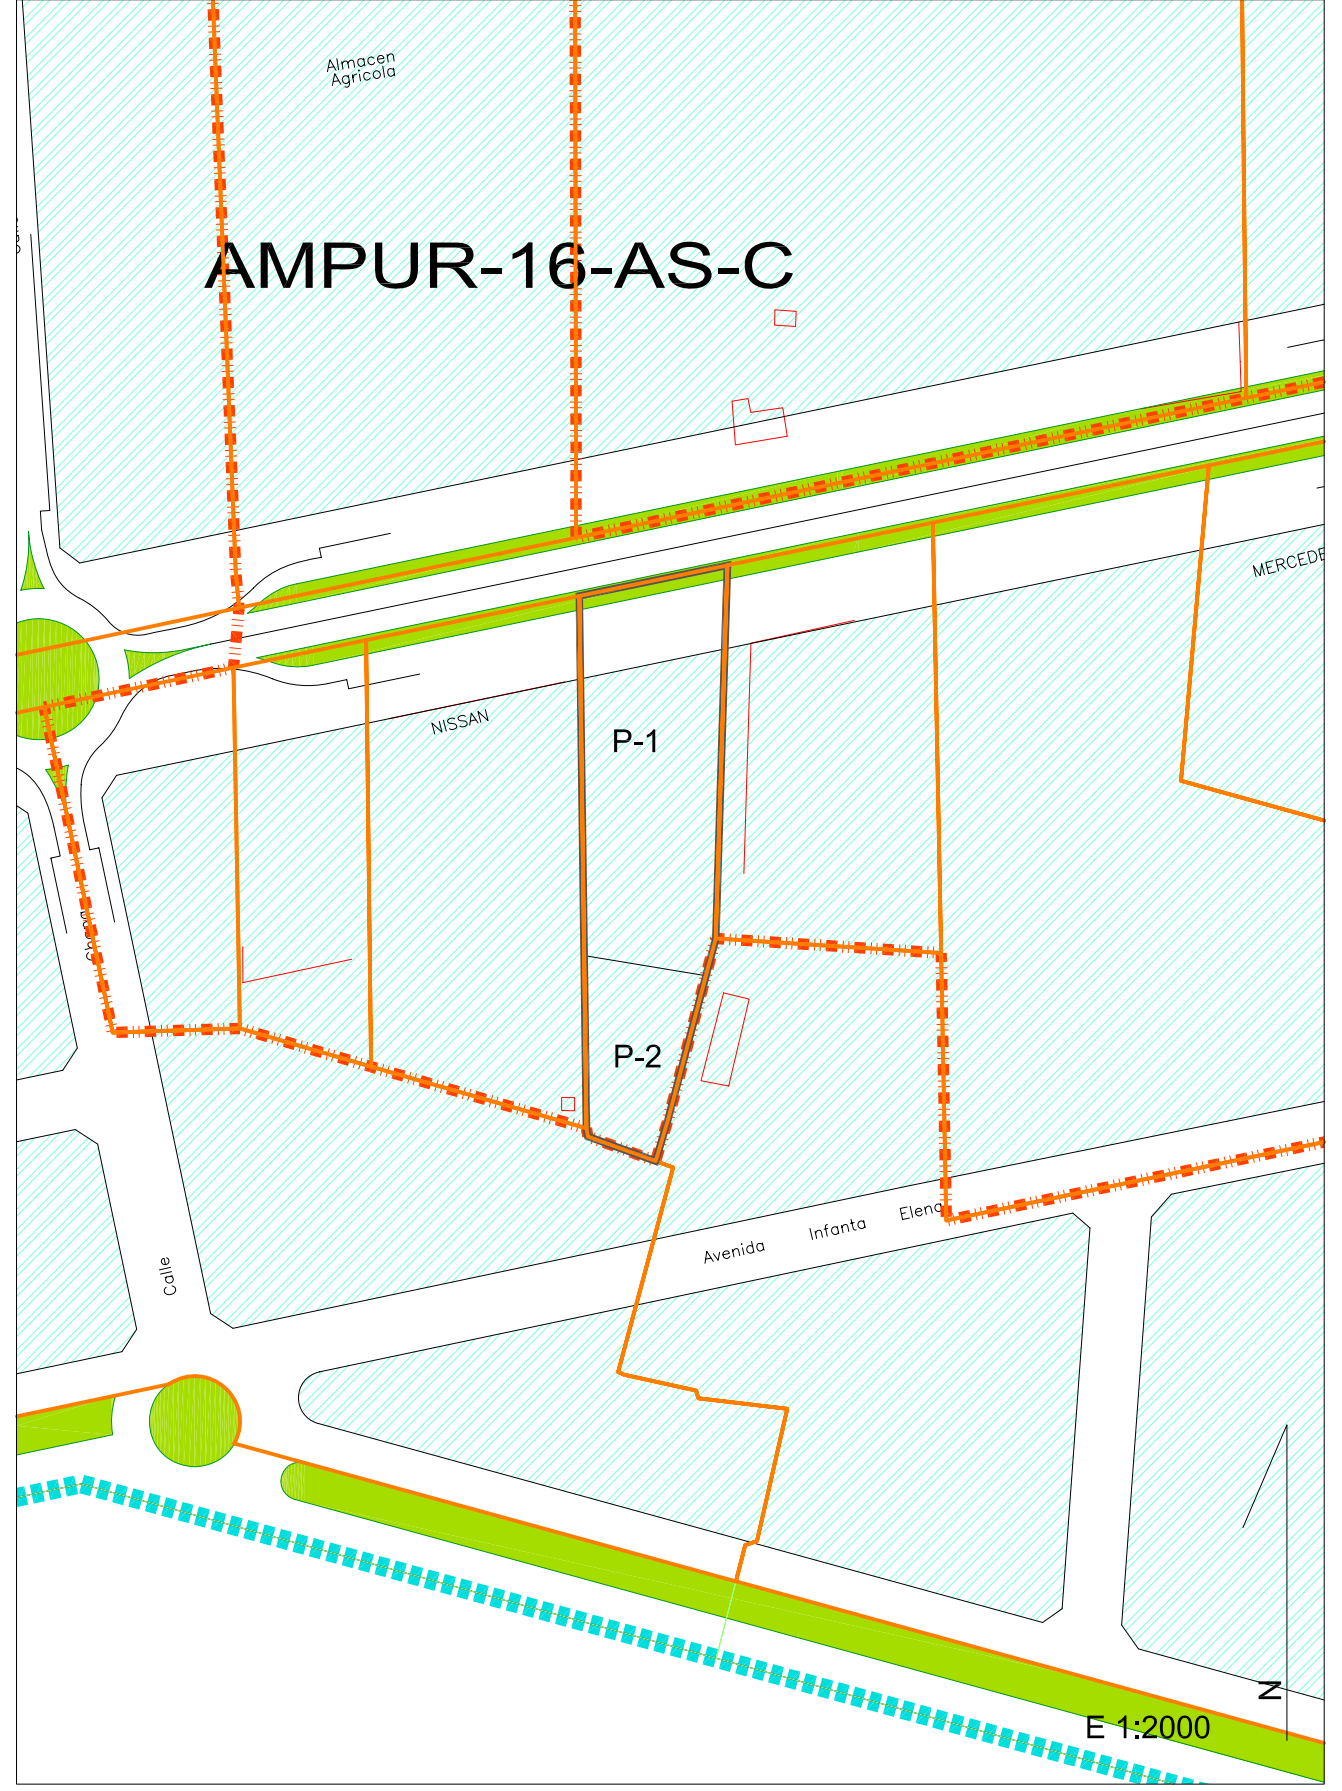 Almacen
Agricola
AMPUR-16-AS-C
MERCEDE
NISSAN
P-1
P-2
Avenida Infanta Elena
Calle
N
E 1:2000